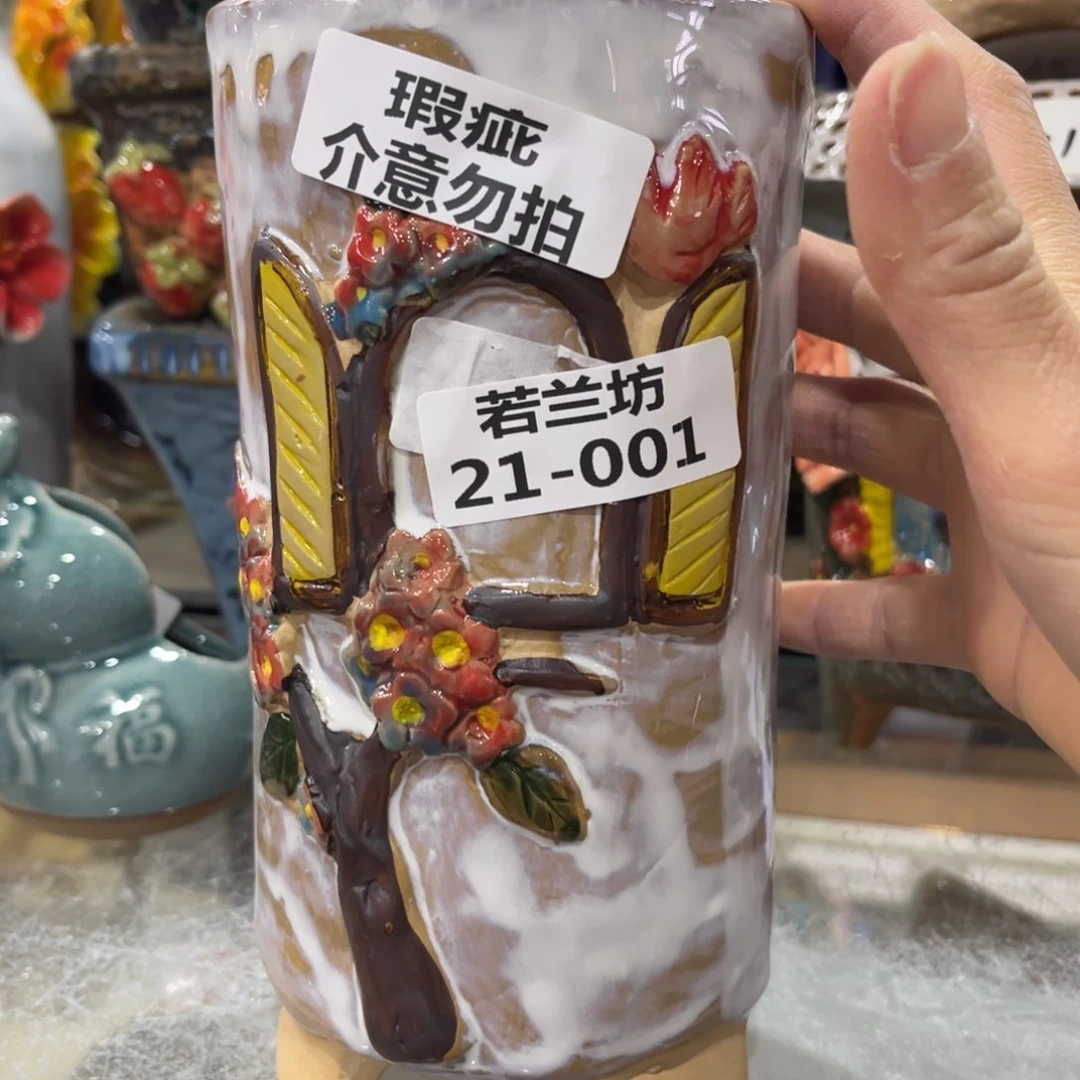 瑕疵
介意勿拍
若兰坊
21-001
福